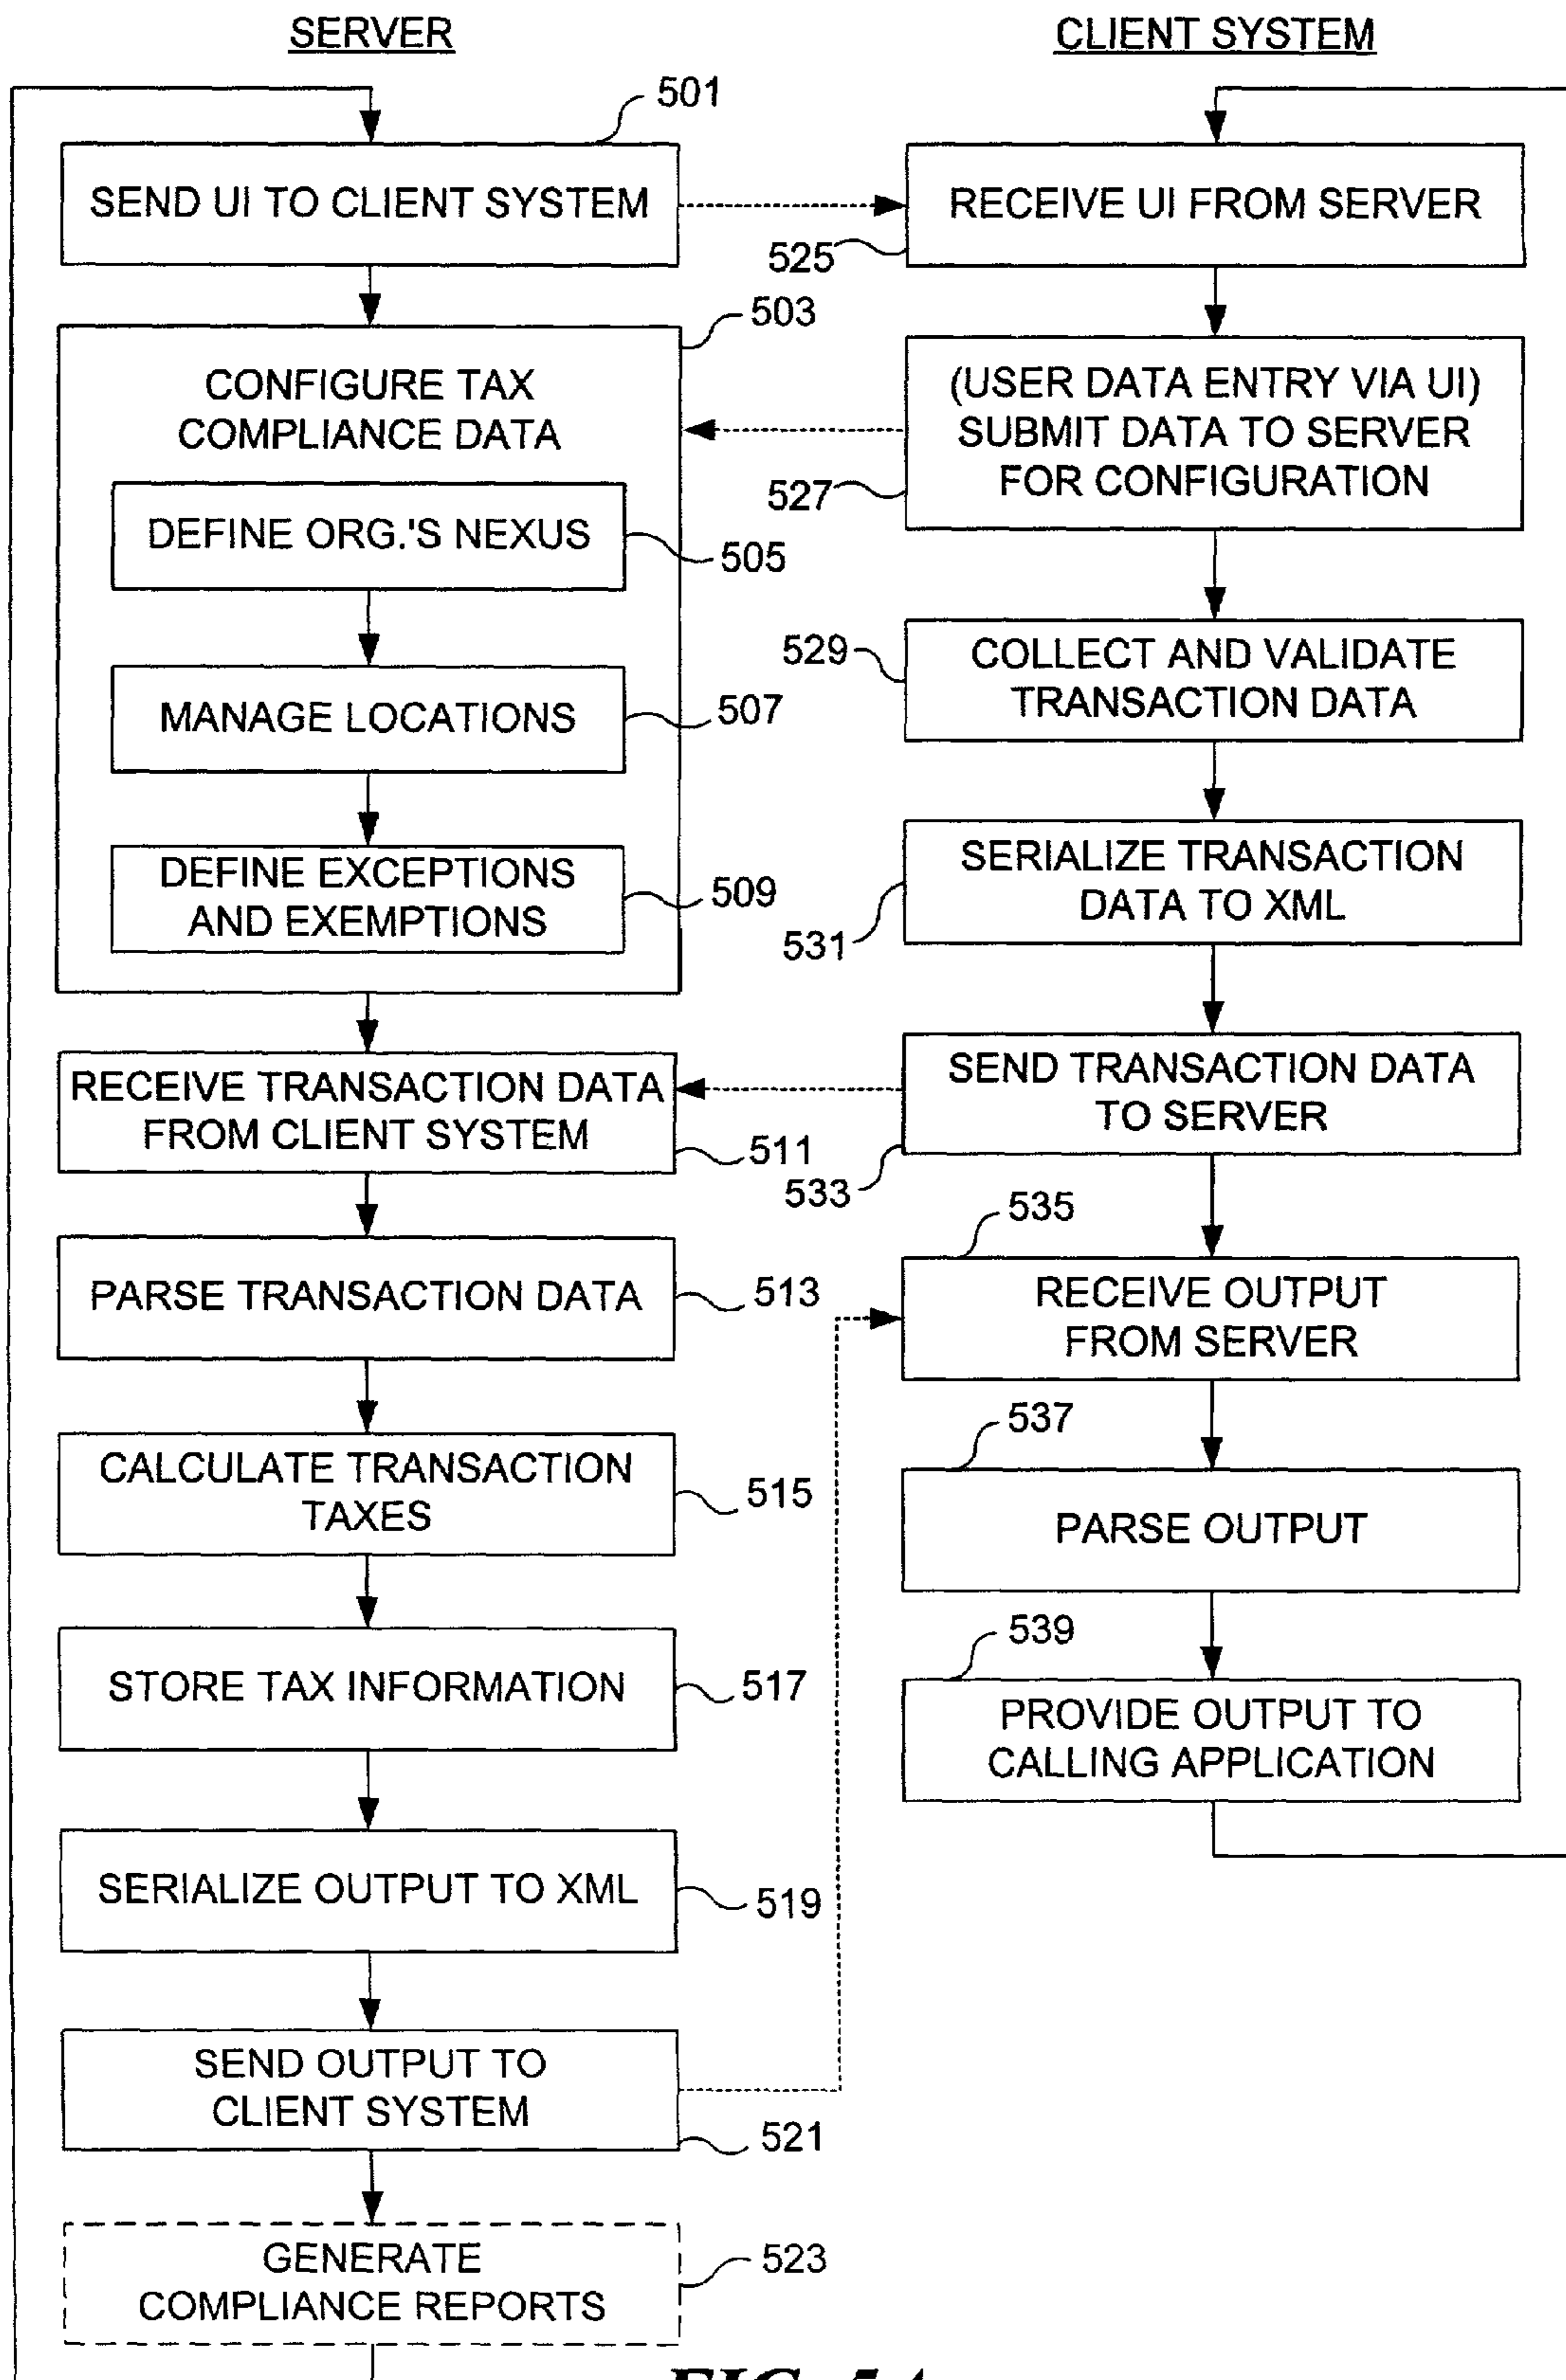 SERVER
501
SEND UI TO CLIENT SYSTEM
503
CONFIGURE TAX
COMPLIANCE DATA
DEFINE ORG.'S NEXUS
505
MANAGE LOCATIONS
507
DEFINE EXCEPTIONS
AND EXEMPTIONS
509
RECEIVE TRANSACTION DATA
FROM CLIENT SYSTEM
511
PARSE TRANSACTION DATA
513
CALCULATE TRANSACTION
TAXES
515
STORE TAX INFORMATION
517
SERIALIZE OUTPUT TO XML
519
SEND OUTPUT TO
CLIENT SYSTEM
521
GENERATE
COMPLIANCE REPORTS
523
CLIENT SYSTEM
RECEIVE UI FROM SERVER
525
(USER DATA ENTRY VIA UI)
SUBMIT DATA TO SERVER
FOR CONFIGURATION
527
529
COLLECT AND VALIDATE
TRANSACTION DATA
SERIALIZE TRANSACTION
DATA TO XML
531
SEND TRANSACTION DATA
TO SERVER
533
535
RECEIVE OUTPUT
FROM SERVER
537
PARSE OUTPUT
539
PROVIDE OUTPUT TO
CALLING APPLICATION